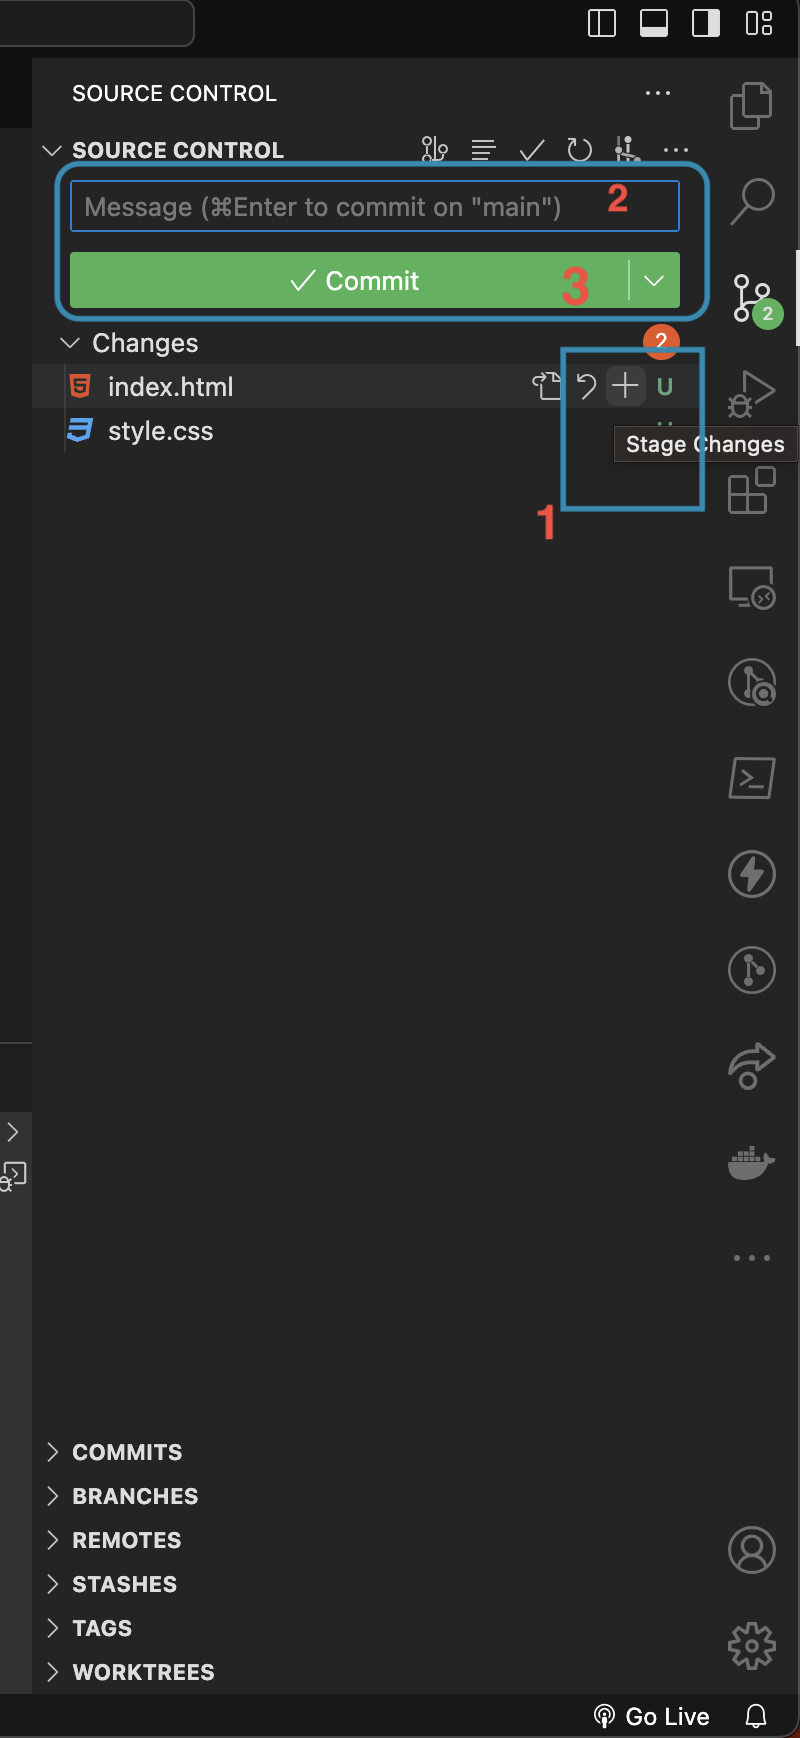 SOURCE CONTROL
SOURCE CONTROL
Message (⌘Enter to commit on "main") 2
Commit 3
2
Changes 2
index.html U
style.css
Stage Changes
1
COMMITS
BRANCHES
REMOTES
STASHES
TAGS
WORKTREES
Go Live